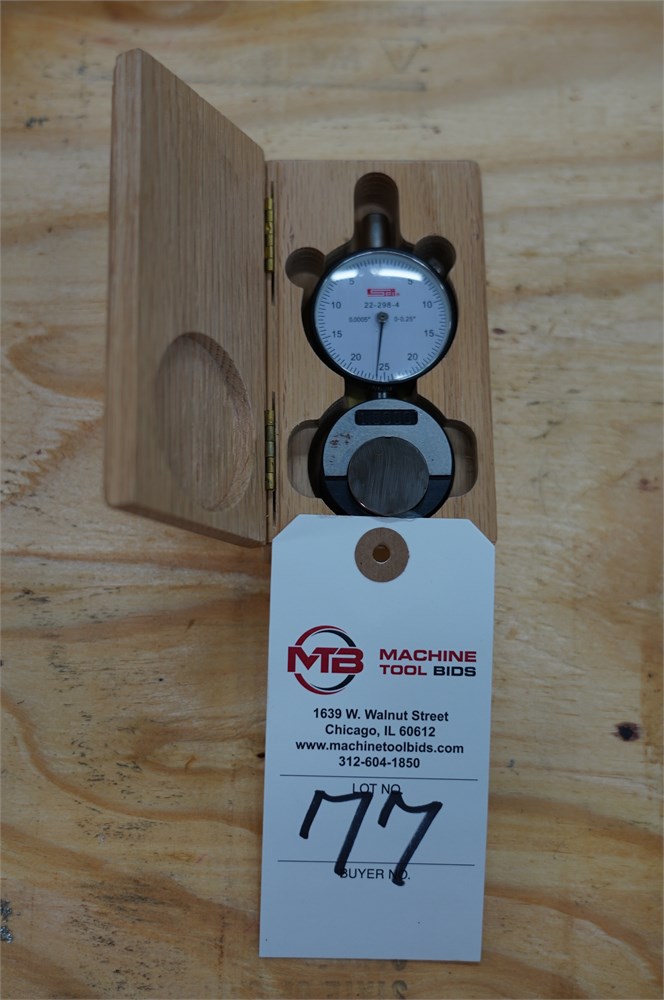 5 5
10 10
SPI
22-298-4
0.0005" 0-0.25"
15 15
20 20
25
MTB MACHINE
TOOL BIDS
1639 W. Walnut Street
Chicago, IL 60612
www.machinetoolbids.com
312-604-1850
LOT NO.
77
BUYER NO.